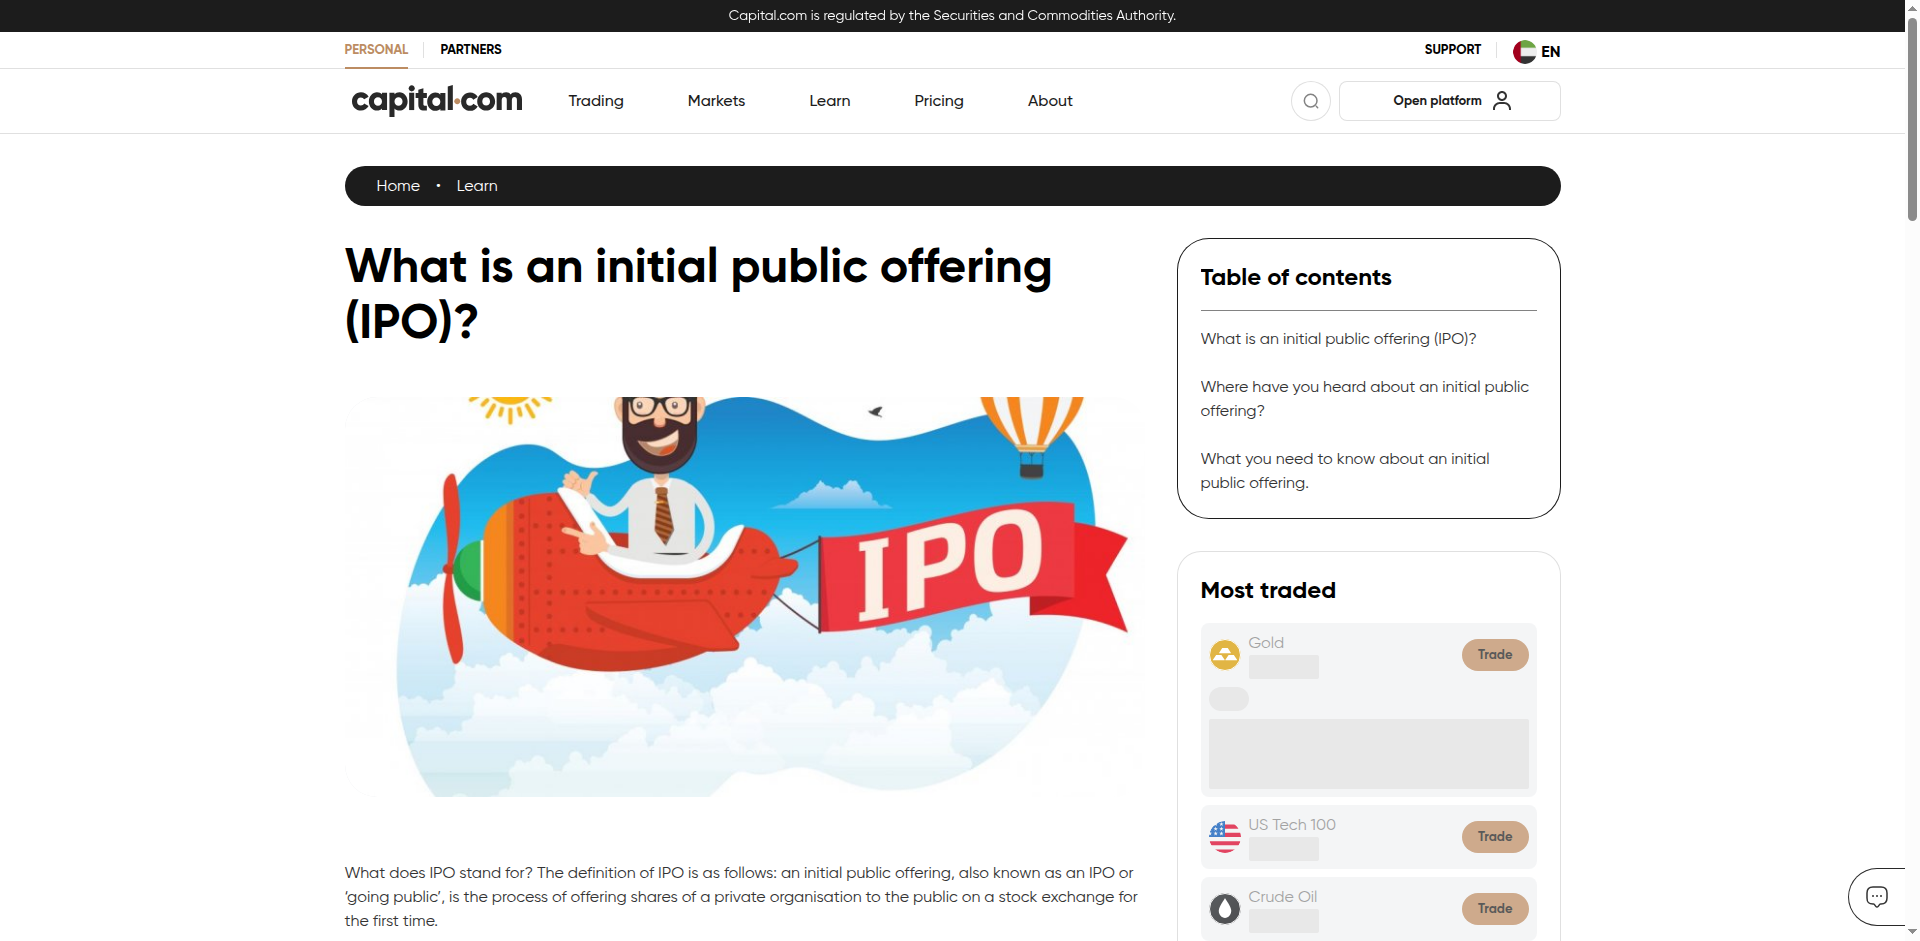 Capital.com is regulated by the Securities and Commodities Authority.
PERSONAL
PARTNERS
SUPPORT
EN
capital.com
Trading
Markets
Learn
Pricing
About
Open platform
Home • Learn
What is an initial public offering
(IPO)?
IPO
What does IPO stand for? The definition of IPO is as follows: an initial public offering, also known as an IPO or
‘going public’, is the process of offering shares of a private organisation to the public on a stock exchange for
the first time.
Table of contents
What is an initial public offering (IPO)?
Where have you heard about an initial public
offering?
What you need to know about an initial
public offering.
Most traded
Gold
Trade
US Tech 100
Trade
Crude Oil
Trade